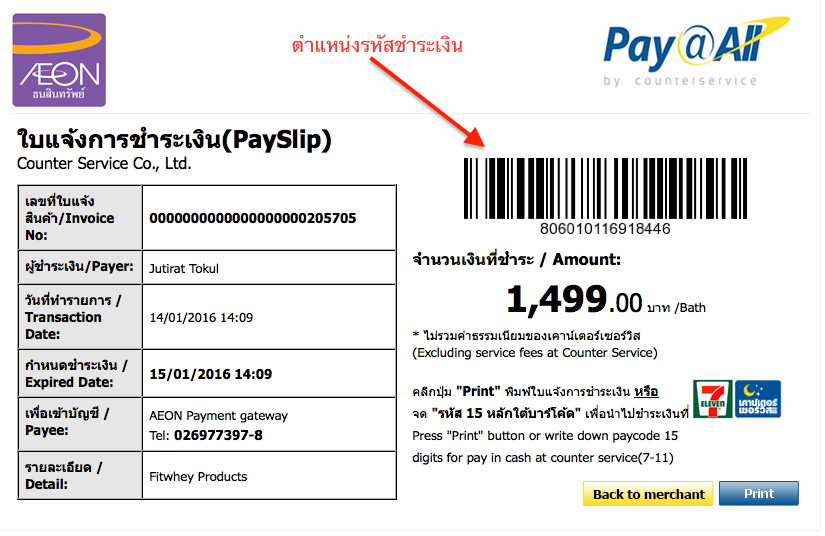 ÆON
ธนสินทรัพย์
ตำแหน่งรหัสชำระเงิน
Pay@All
by counterservice
ใบแจ้งการชำระเงิน(PaySlip)
Counter Service Co., Ltd.
เลขที่ใบแจ้ง
สินค้า/Invoice
No:
0000000000000000000205705
ผู้ชำระเงิน/Payer:
Jutirat Tokul
วันที่ทำรายการ /
Transaction
Date:
14/01/2016 14:09
กำหนดชำระเงิน /
Expired Date:
15/01/2016 14:09
เพื่อเข้าบัญชี /
Payee:
AEON Payment gateway
Tel: 026977397-8
รายละเอียด /
Detail:
Fitwhey Products
806010116918446
จำนวนเงินที่ชำระ / Amount:
1,499.00 บาท /Bath
* ไม่รวมค่าธรรมเนียมของเคาน์เตอร์เซอร์วิส
(Excluding service fees at Counter Service)
คลิกปุ่ม "Print" พิมพ์ใบแจ้งการชำระเงิน หรือ
จด "รหัส 15 หลักใต้บาร์โค้ด" เพื่อนำไปชำระเงินที่
Press "Print" button or write down paycode 15
digits for pay in cash at counter service(7-11)
7
ELEVEN
เคาน์เตอร์
เซอร์วิส
Back to merchant
Print